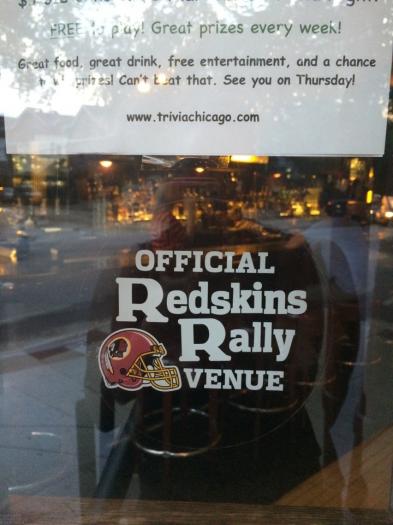 FREE to play! Great prizes every week!
Great food, great drink, free entertainment, and a chance
prizes! Can't beat that. See you on Thursday!
www.triviachicago.com
OFFICIAL
Redskins
Rally
VENUE